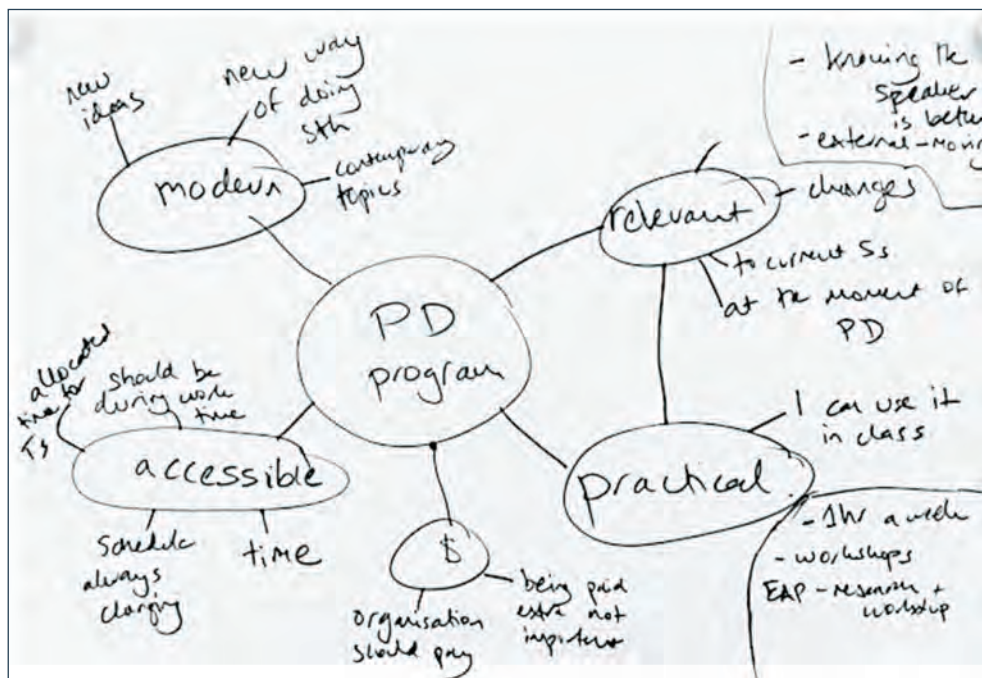 new
ideas
new way
of doing
sth
contemporary
topics
modern
- knowing the
speaker
is
- external - moving
relevant
- changes
to current Ss
at the moment of
PD
PD
program
allocated
time for
Ts
should be
during work
time
accessible
schedule
always
changing
time
$
organisation
should pay
being paid
extra not
important
practical
I can use it
in class
- 1hr a week
- workshops
EAP - research +
workshop